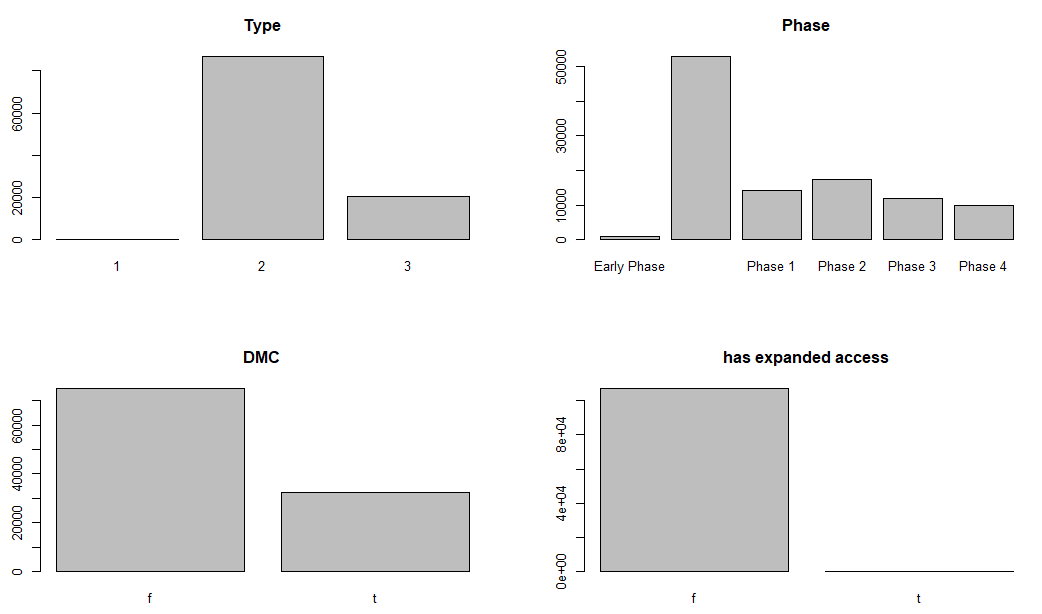 Type
60000
20000
0
1 2 3
Phase
50000
30000
10000
0
Early Phase Phase 1 Phase 2 Phase 3 Phase 4
DMC
60000
40000
20000
0
f t
has expanded access
8e+04
4e+04
0e+00
f t